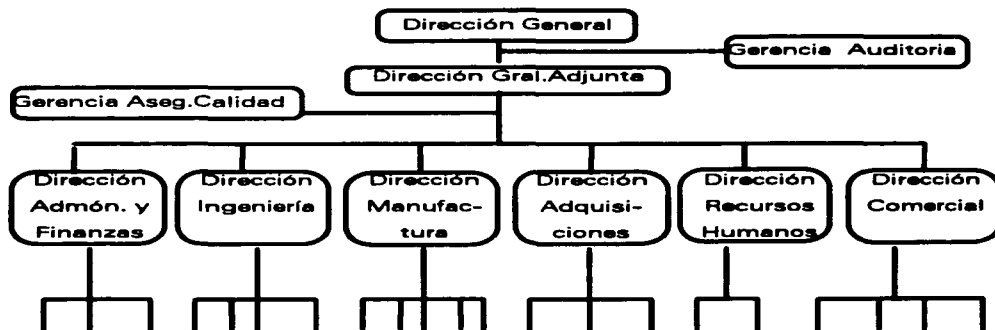 Dirección General
Gerencia Auditoria
Dirección Gral.Adjunta
Gerencia Aseg.Calidad
Dirección
Admón. y
Finanzas
Dirección
Ingeniería
Dirección
Manufac-
tura
Dirección
Adquisi-
ciones
Dirección
Recursos
Humanos
Dirección
Comercial